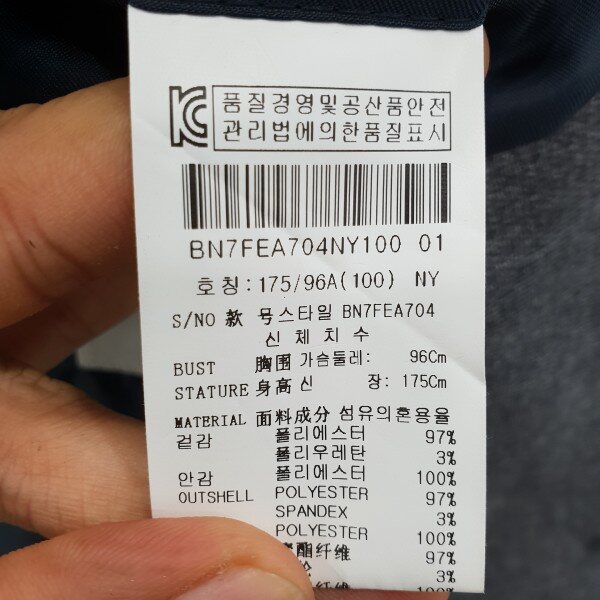 KC 품질경영및공산품안전
관리법에의한품질표시
BN7FEA704NY100 01
호칭:175/96A(100) NY
S/NO 款 号스타일 BN7FEA704
신체치수
BUST 胸围 가슴둘레: 96Cm
STATURE 身高 신 장: 175Cm
MATERIAL 面料成分 섬유의혼용율
겉감 폴리에스터 97%
폴리우레탄 3%
안감 폴리에스터 100%
OUTSHELL POLYESTER 97%
SPANDEX 3%
POLYESTER 100%
酯纤维 97%
3%
100%